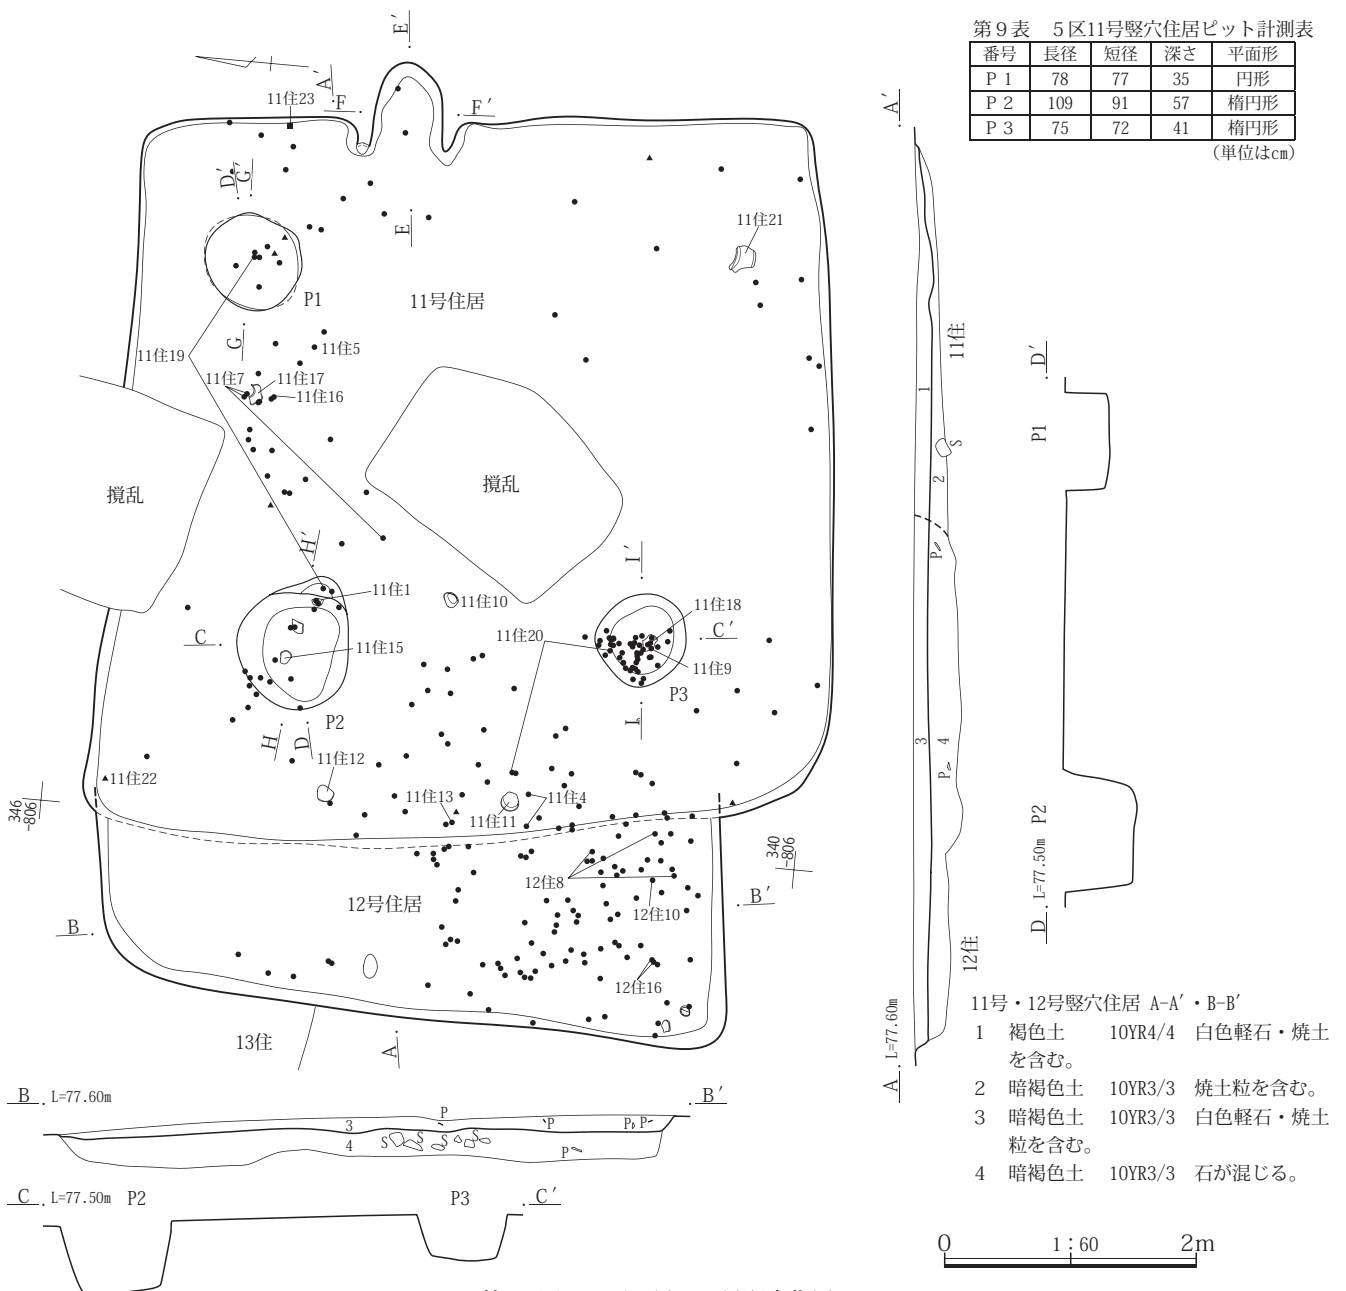 第９表　５区11号竪穴住居ピット計測表
番号 長径 短径 深さ 平面形
Ｐ１ 78 77 35 円形
Ｐ２ 109 91 57 楕円形
Ｐ３ 75 72 41 楕円形
（単位はcm）
E′
A′
F
F′
11住23
D′
G′
E
11住21
P1
11号住居
G
11住5
11住19
11住7
11住17
11住16
撹乱
撹乱
H′
I′
11住1
11住10
11住18
C
C′
11住20
11住15
11住9
P3
P2
I
H
D
11住12
11住22
11住13
11住4
11住11
346
-806
340
-806
12住8
12号住居
12住10
B
B′
12住16
13住
A
A′
11住
1
S
2
P
3
4
P
12住
A L=77.60m
D′
P1
P2
D L=77.50m
B L=77.60m
B′
P
3
P
P
P
4
S
S
S
S
P
C L=77.50m P2
P3
C′
11号・12号竪穴住居 A-A′・B-B′
1　褐色土　10YR4/4　白色軽石・焼土
を含む。
2　暗褐色土　10YR3/3　焼土粒を含む。
3　暗褐色土　10YR3/3　白色軽石・焼土
粒を含む。
4　暗褐色土　10YR3/3　石が混じる。
0 1：60 2m